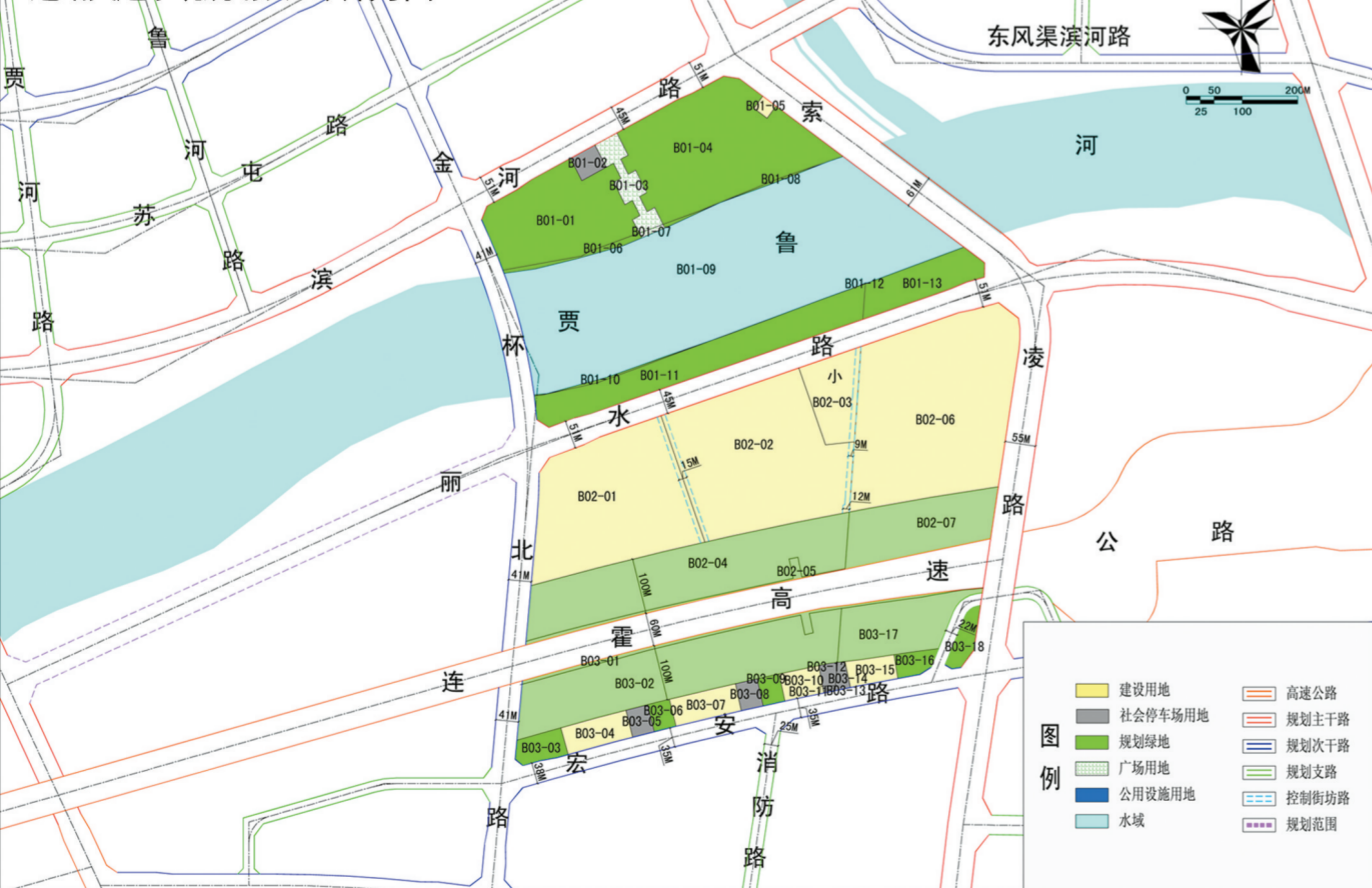 东风渠滨河路
0 50 200M
25 100
贾河路
鲁河路
苏屯路
金杯北路
滨河路
索凌路
河
贾鲁
丽水路
连霍高速公路
宏安路
消防路
小
51M
45M
51M
41M
61M
51M
45M
51M
15M
9M
12M
55M
41M
100M
60M
100M
41M
22M
38M
35M
25M
35M
B01-01
B01-02
B01-03
B01-04
B01-05
B01-06
B01-07
B01-08
B01-09
B01-10
B01-11
B01-12
B01-13
B02-01
B02-02
B02-03
B02-04
B02-05
B02-06
B02-07
B03-01
B03-02
B03-03
B03-04
B03-05
B03-06
B03-07
B03-08
B03-09
B03-10
B03-11
B03-12
B03-13
B03-14
B03-15
B03-16
B03-17
B03-18
图例
建设用地
社会停车场用地
规划绿地
广场用地
公用设施用地
水域
高速公路
规划主干路
规划次干路
规划支路
控制街坊路
规划范围